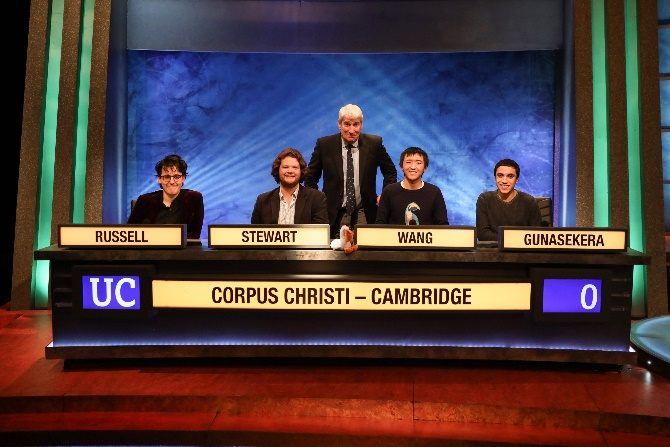 RUSSELL
STEWART
WANG
GUNASEKERA
UC
CORPUS CHRISTI – CAMBRIDGE
0